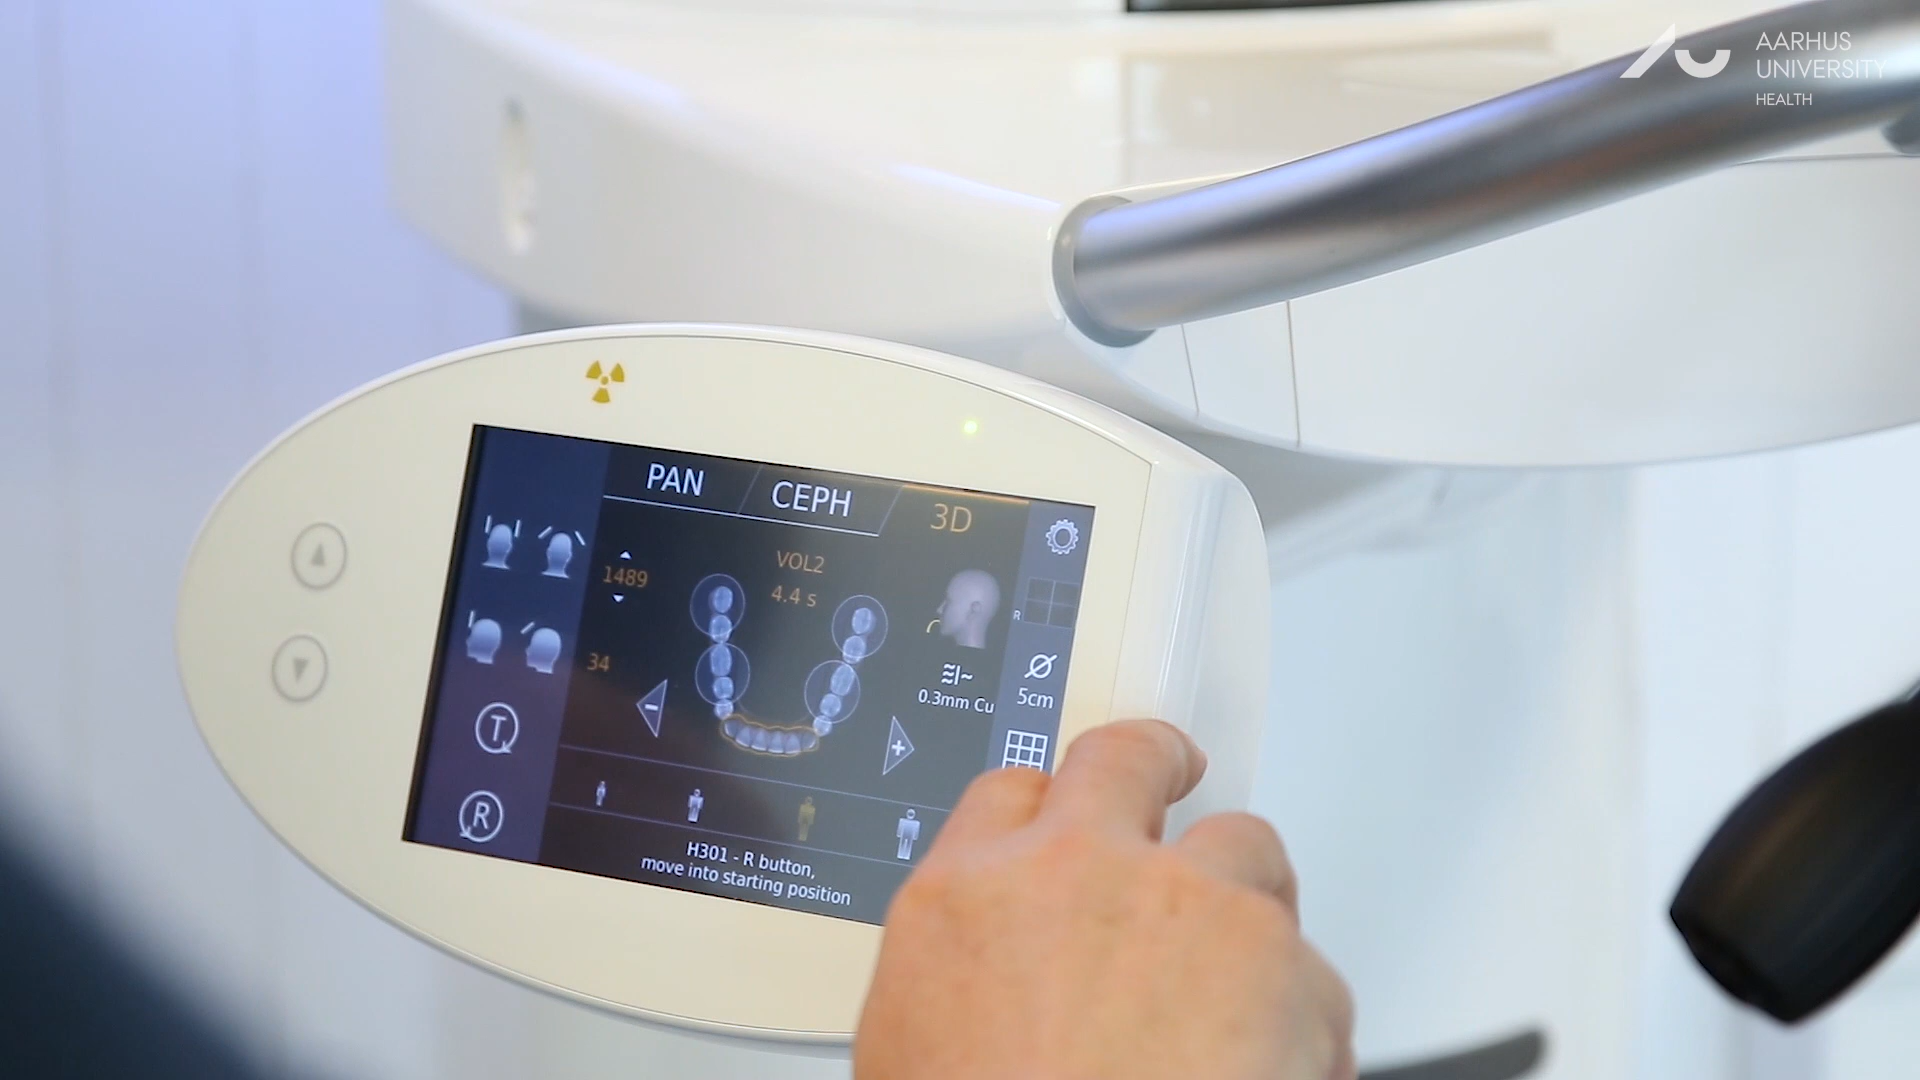 AARHUS
UNIVERSITY
HEALTH
PAN
CEPH
3D
VOL2
1489
4.4 s
R
34
0.3mm Cu
5cm
T
R
H301 - R button,
move into starting position